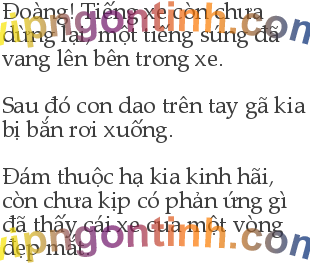 Đoàng! Tiếng xe còn chưa
dừng lại, một tiếng súng đã
vang lên bên trong xe.
Sau đó con dao trên tay gã kia
bị bắn rơi xuống.
Đám thuộc hạ kia kinh hãi,
còn chưa kịp có phản ứng gì
đã thấy cái xe cua một vòng
đẹp mắt.